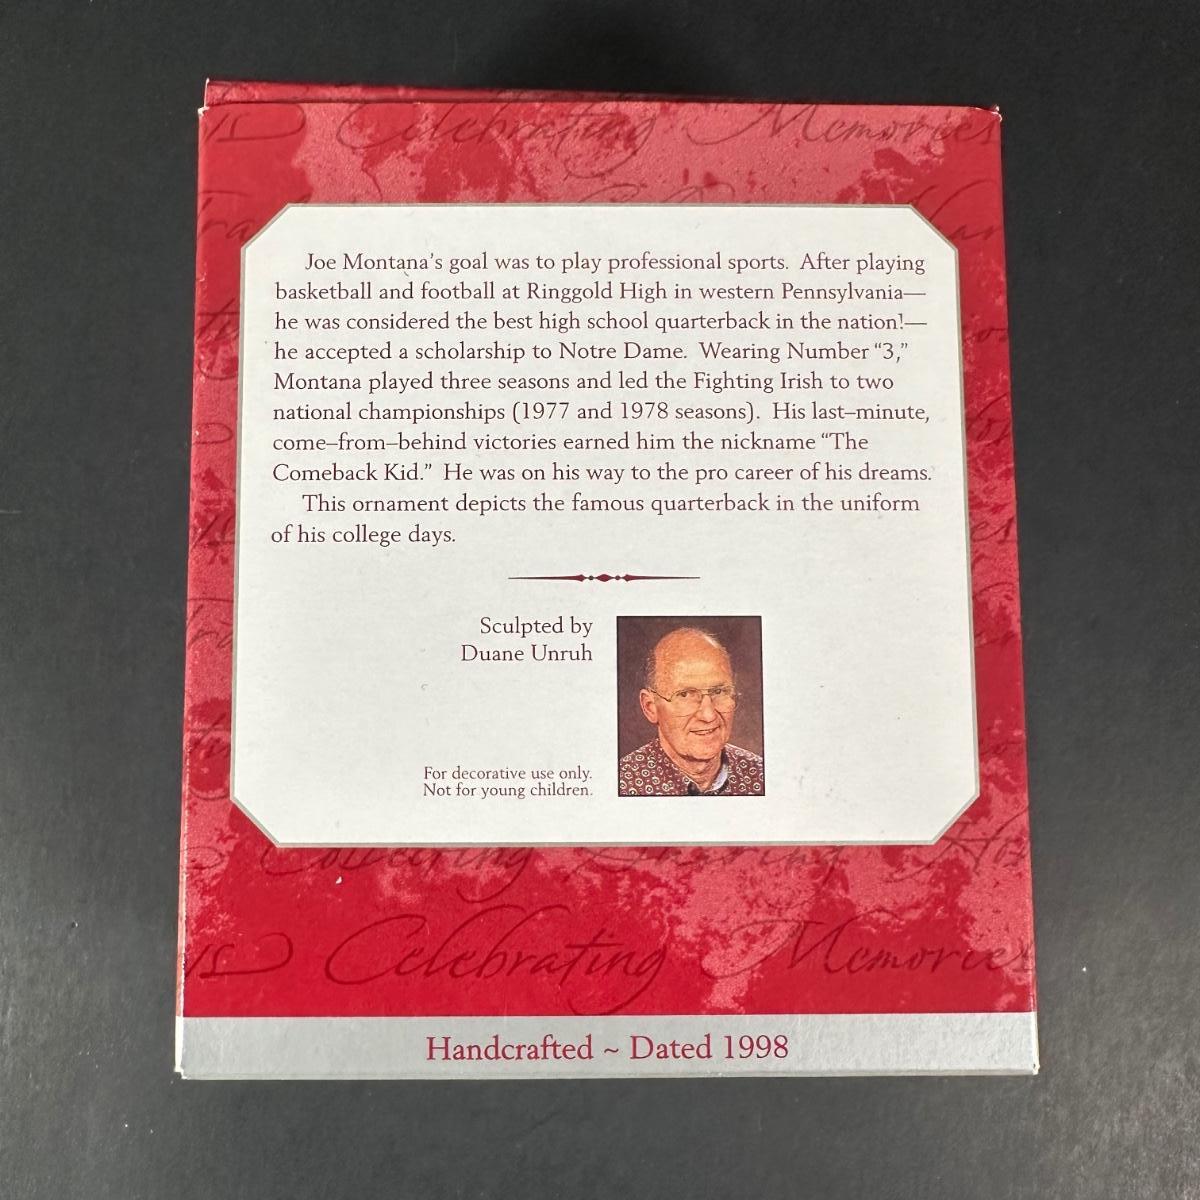 Celebrating Memories
Joe Montana's goal was to play professional sports. After playing
basketball and football at Ringgold High in western Pennsylvania—
he was considered the best high school quarterback in the nation!—
he accepted a scholarship to Notre Dame. Wearing Number “3,”
Montana played three seasons and led the Fighting Irish to two
national championships (1977 and 1978 seasons). His last–minute,
come–from–behind victories earned him the nickname “The
Comeback Kid.” He was on his way to the pro career of his dreams.
This ornament depicts the famous quarterback in the uniform
of his college days.
Sculpted by
Duane Unruh
For decorative use only.
Not for young children.
Celebrating Memories
Handcrafted ~ Dated 1998